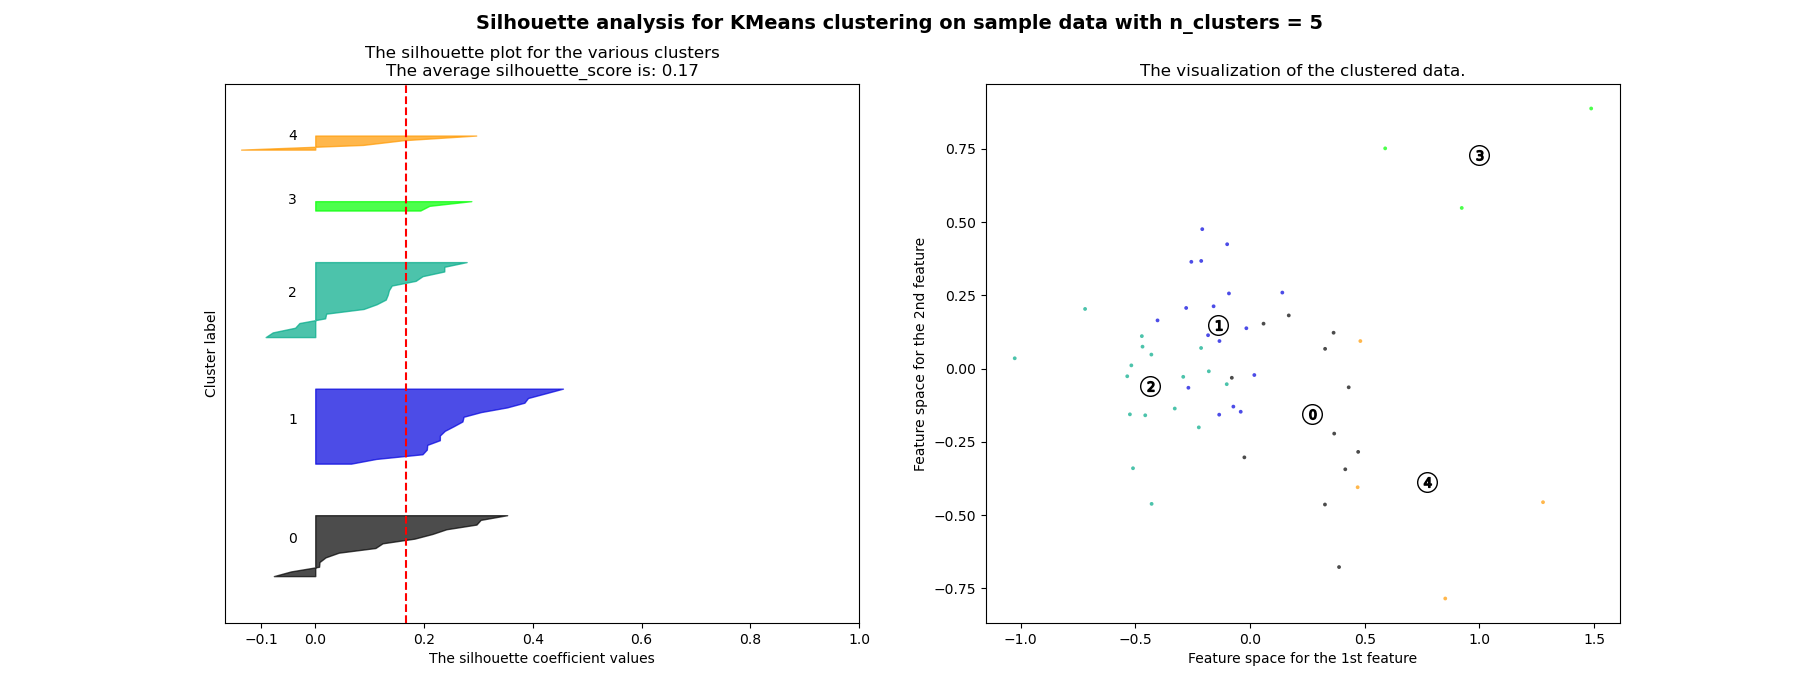 Silhouette analysis for KMeans clustering on sample data with n_clusters = 5
The silhouette plot for the various clusters
The average silhouette_score is: 0.17
4
3
2
1
0
Cluster label
−0.1 0.0 0.2 0.4 0.6 0.8 1.0
The silhouette coefficient values
The visualization of the clustered data.
0.75
0.50
0.25
0.00
−0.25
−0.50
−0.75
Feature space for the 2nd feature
3
1
2
0
4
−1.0 −0.5 0.0 0.5 1.0 1.5
Feature space for the 1st feature